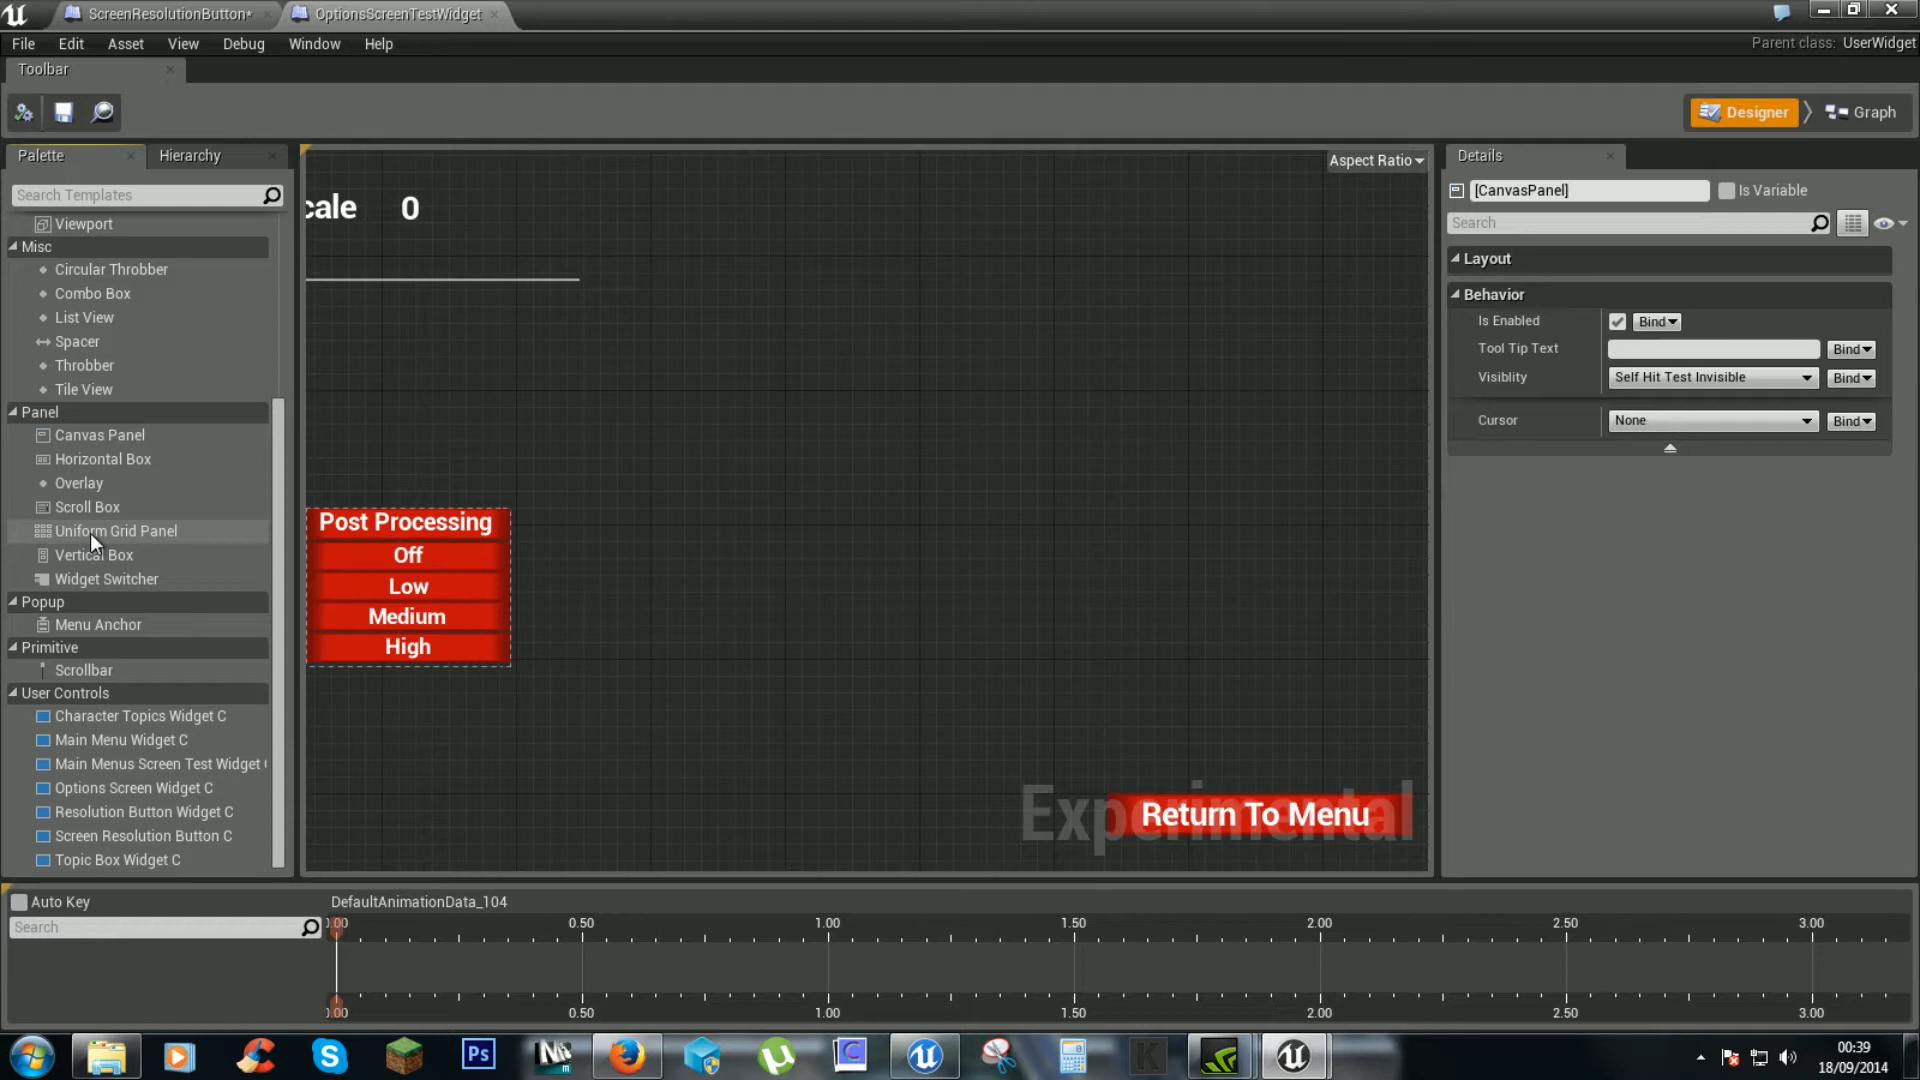 ScreenResolutionButton*
OptionsScreenTestWidget
File Edit Asset View Debug Window Help
Parent class: UserWidget
Toolbar
Designer
Graph
Palette
Hierarchy
Search Templates
Viewport
Misc
Circular Throbber
Combo Box
List View
Spacer
Throbber
Tile View
Panel
Canvas Panel
Horizontal Box
Overlay
Scroll Box
Uniform Grid Panel
Vertical Box
Widget Switcher
Popup
Menu Anchor
Primitive
Scrollbar
User Controls
Character Topics Widget C
Main Menu Widget C
Main Menus Screen Test Widget
Options Screen Widget C
Resolution Button Widget C
Screen Resolution Button C
Topic Box Widget C
Aspect Ratio
cale 0
Post Processing
Off
Low
Medium
High
Experimental
Return To Menu
Details
[CanvasPanel]
Is Variable
Search
Layout
Behavior
Is Enabled Bind
Tool Tip Text Bind
Visiblity Self Hit Test Invisible Bind
Cursor None Bind
Auto Key
Search
DefaultAnimationData_104
0.00 0.50 1.00 1.50 2.00 2.50 3.00
0.00 0.50 1.00 1.50 2.00 2.50 3.00
Ps
00:39
18/09/2014